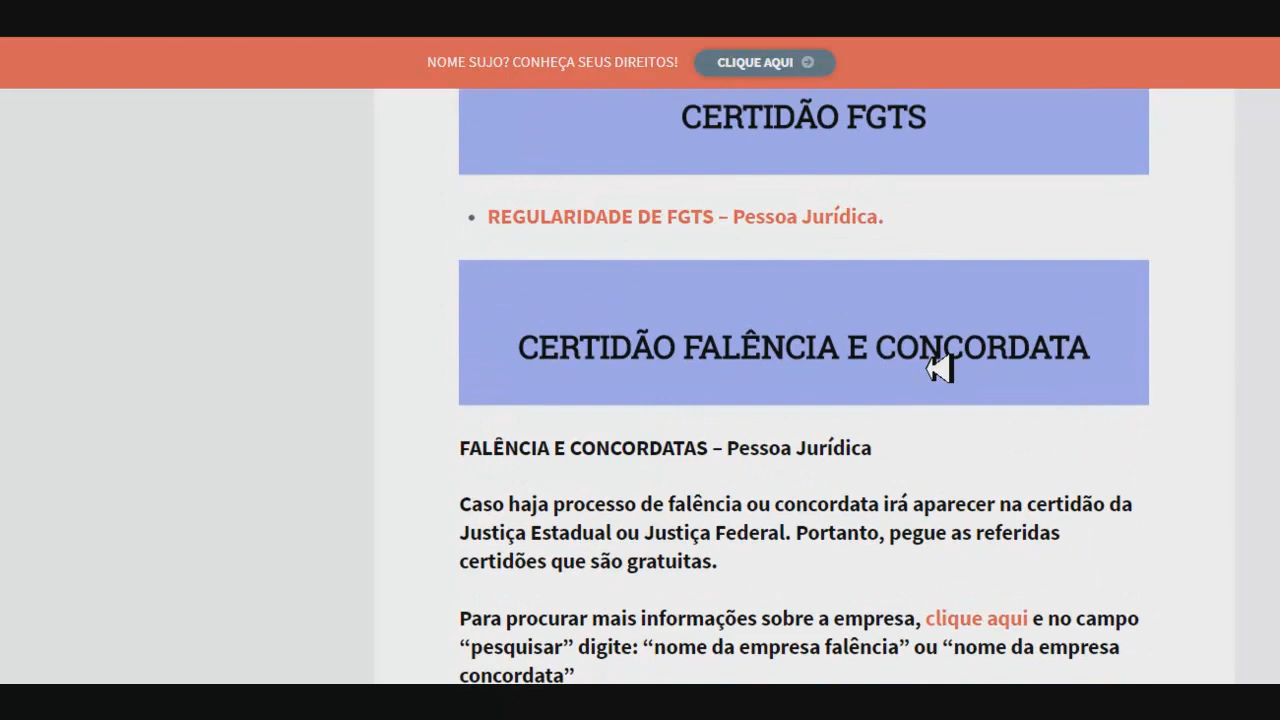 NOME SUJO? CONHEÇA SEUS DIREITOS! CLIQUE AQUI
CERTIDÃO FGTS
• REGULARIDADE DE FGTS – Pessoa Jurídica.
CERTIDÃO FALÊNCIA E CONCORDATA
FALÊNCIA E CONCORDATAS – Pessoa Jurídica
Caso haja processo de falência ou concordata irá aparecer na certidão da
Justiça Estadual ou Justiça Federal. Portanto, pegue as referidas
certidões que são gratuitas.
Para procurar mais informações sobre a empresa, clique aqui e no campo
“pesquisar” digite: “nome da empresa falência” ou “nome da empresa
concordata”